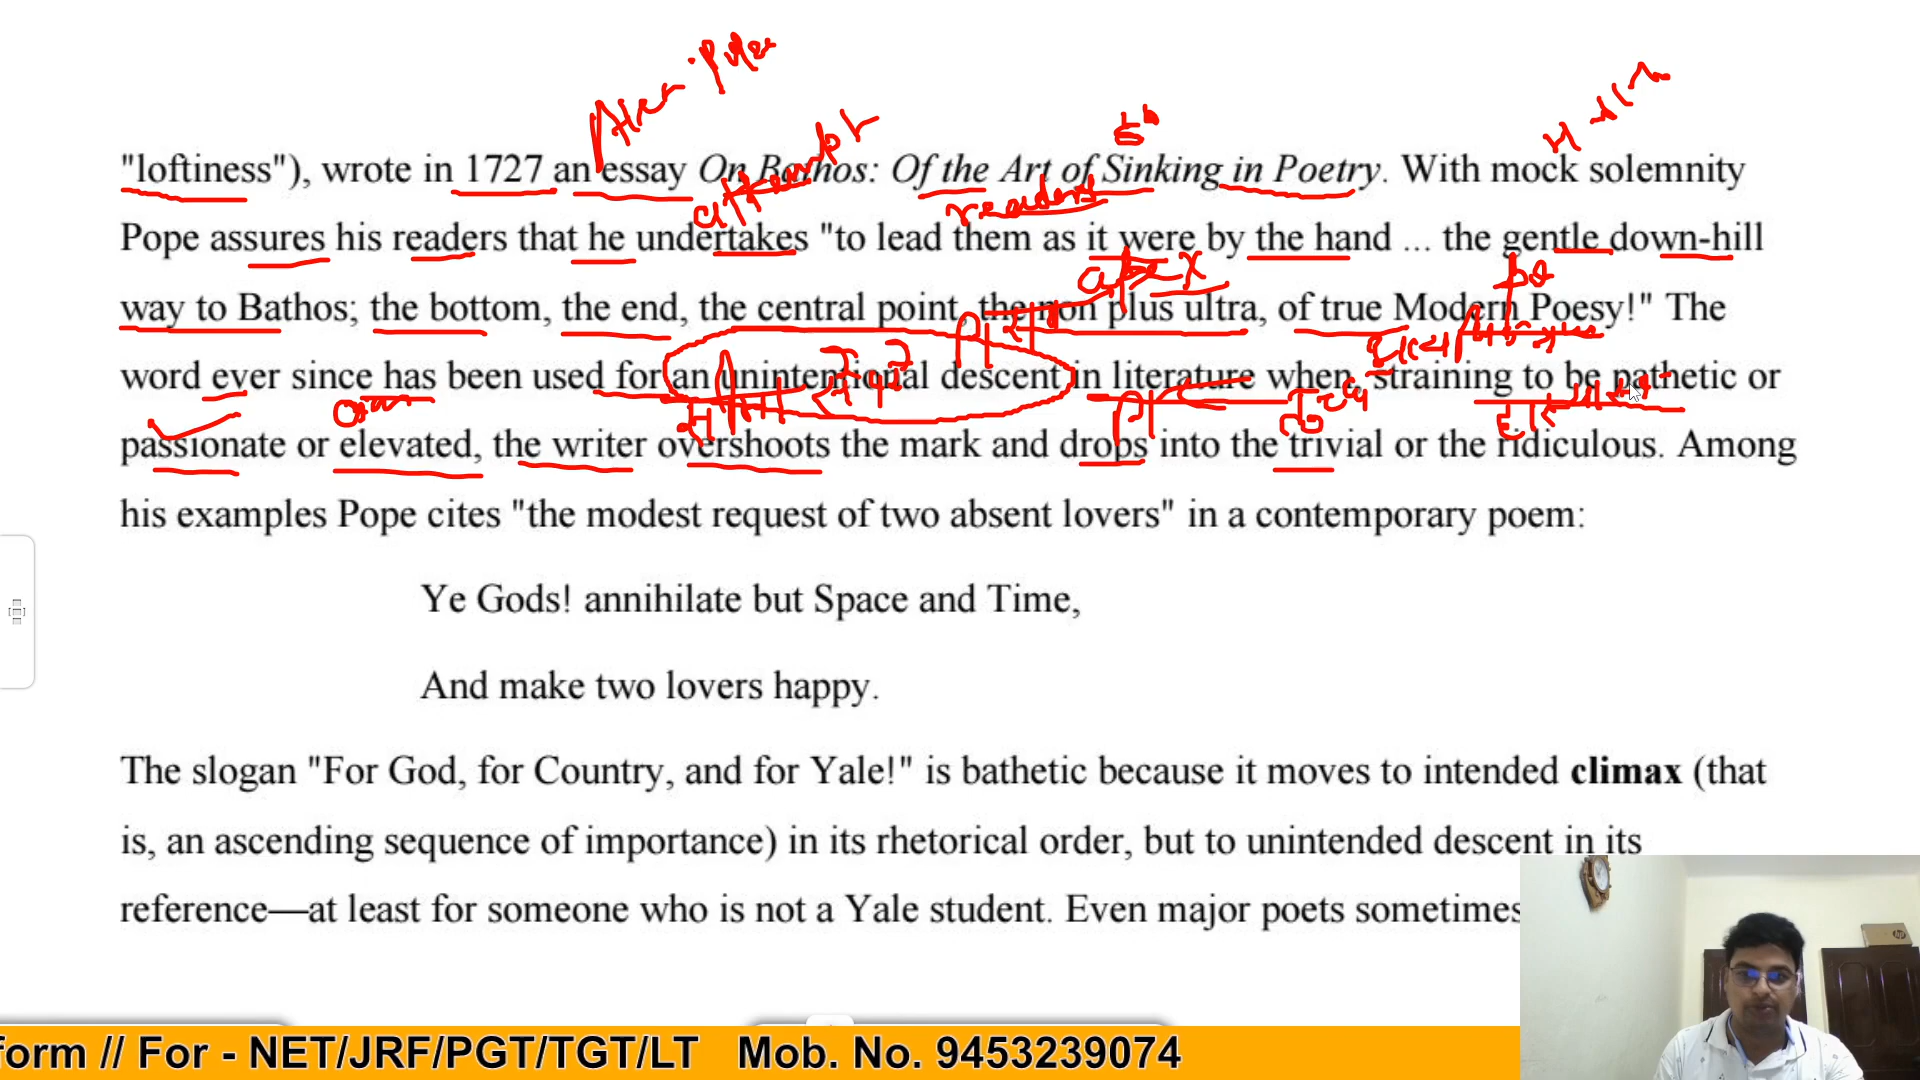 Alex. Pope
attempt
readers
"loftiness"), wrote in 1727 an essay On Bathos: Of the Art of Sinking in Poetry. With mock solemnity
Pope assures his readers that he undertakes "to lead them as it were by the hand ... the gentle down-hill
apex
way to Bathos; the bottom, the end, the central point, the non plus ultra, of true Modern Poesy!" The
word ever since has been used for an unintentional descent in literature when, straining to be pathetic or
passionate or elevated, the writer overshoots the mark and drops into the trivial or the ridiculous. Among
his examples Pope cites "the modest request of two absent lovers" in a contemporary poem:
Ye Gods! annihilate but Space and Time,
And make two lovers happy.
The slogan "For God, for Country, and for Yale!" is bathetic because it moves to intended climax (that
is, an ascending sequence of importance) in its rhetorical order, but to unintended descent in its
reference—at least for someone who is not a Yale student. Even major poets sometimes
form // For - NET/JRF/PGT/TGT/LT Mob. No. 9453239074